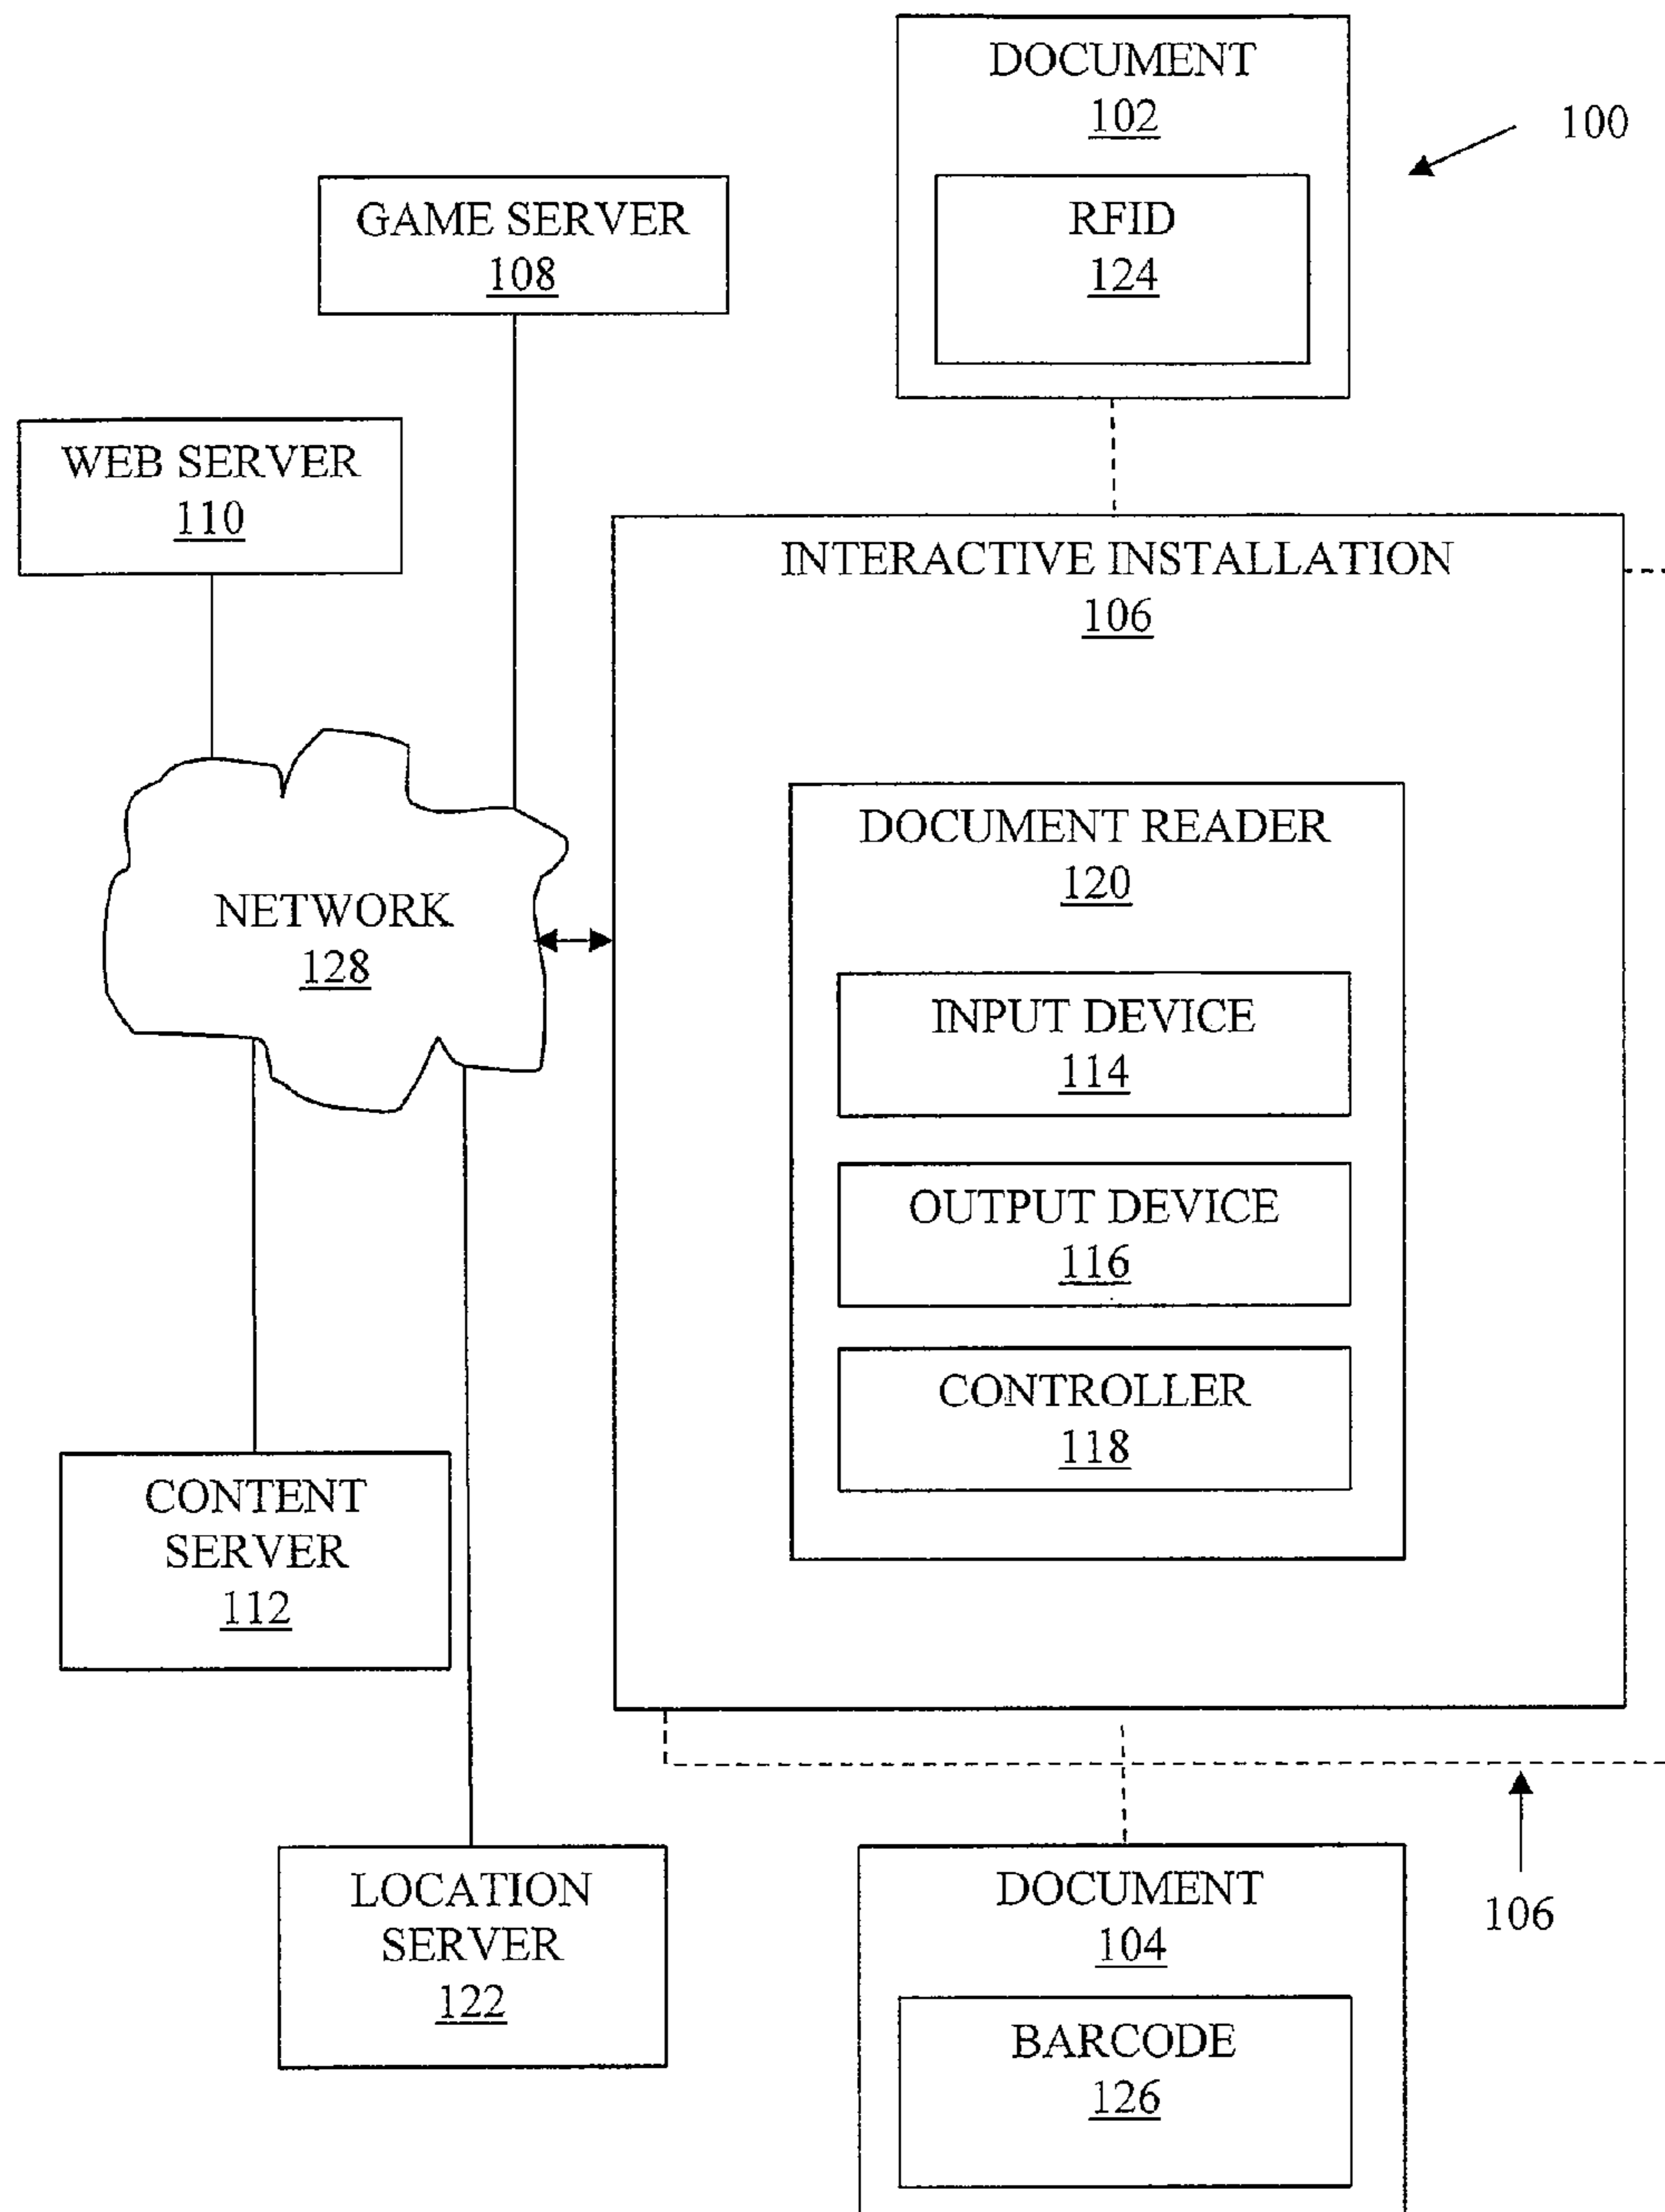 DOCUMENT
102
100
RFID
124
GAME SERVER
108
WEB SERVER
110
INTERACTIVE INSTALLATION
106
DOCUMENT READER
120
NETWORK
128
INPUT DEVICE
114
OUTPUT DEVICE
116
CONTROLLER
118
CONTENT
SERVER
112
LOCATION
SERVER
122
DOCUMENT
104
106
BARCODE
126